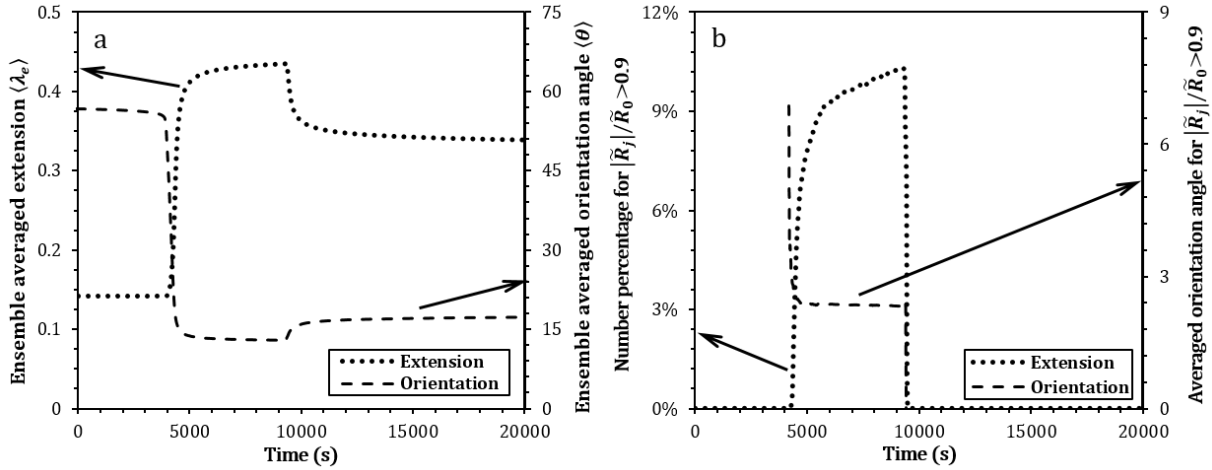 a
Ensemble averaged extension ⟨λₑ⟩
0.5
0.4
0.3
0.2
0.1
0
75
60
45
30
15
0
Ensemble averaged orientation angle ⟨θ⟩
Extension
Orientation
0 5000 10000 15000 20000
Time (s)
b
Number percentage for |R̃ⱼ|/R̃₀>0.9
12%
9%
6%
3%
0%
9
6
3
0
Averaged orientation angle for |R̃ⱼ|/R̃₀>0.9
Extension
Orientation
0 5000 10000 15000 20000
Time (s)